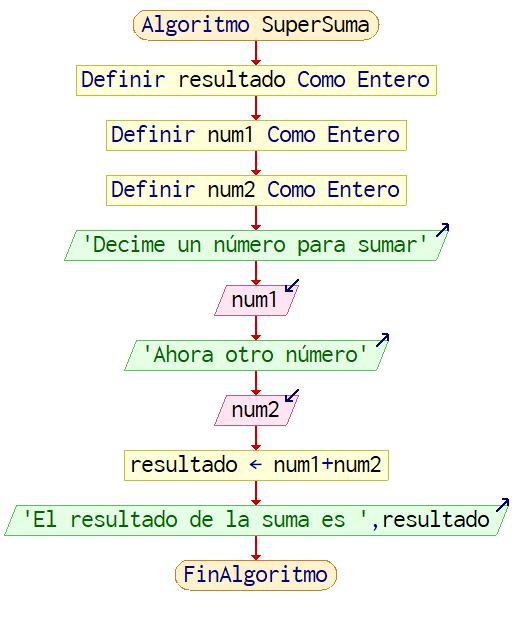 Algoritmo SuperSuma
Definir resultado Como Entero
Definir num1 Como Entero
Definir num2 Como Entero
'Decime un número para sumar'
num1
'Ahora otro número'
num2
resultado ← num1+num2
'El resultado de la suma es ',resultado
FinAlgoritmo